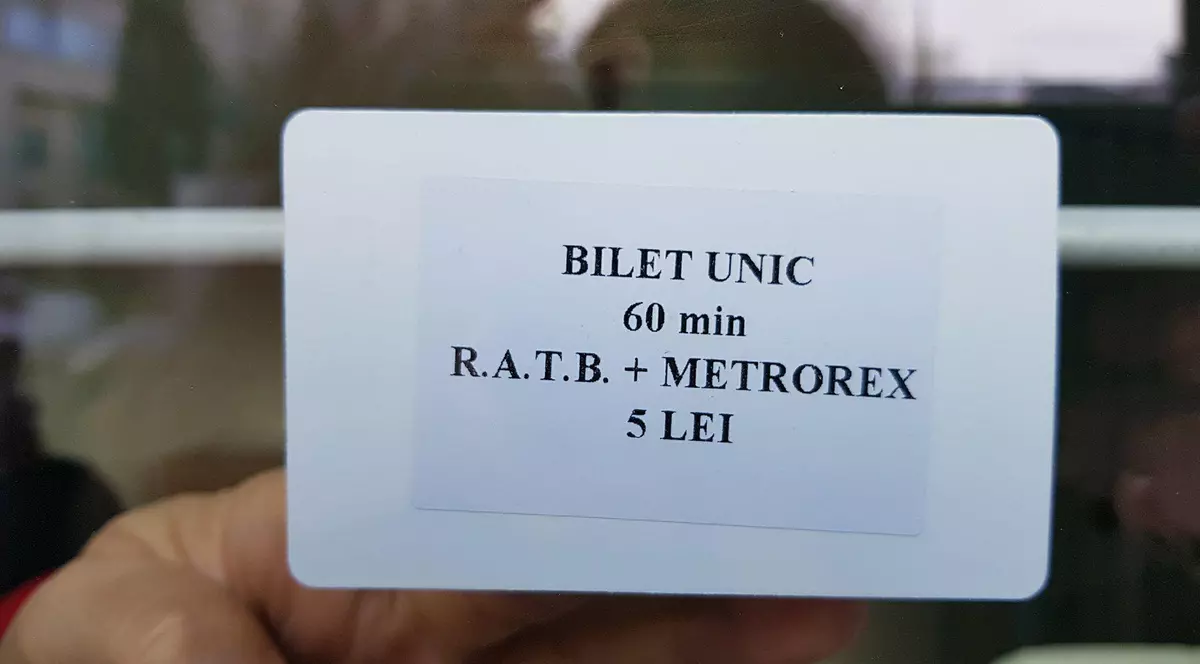 BILET UNIC
60 min
R.A.T.B. + METROREX
5 LEI